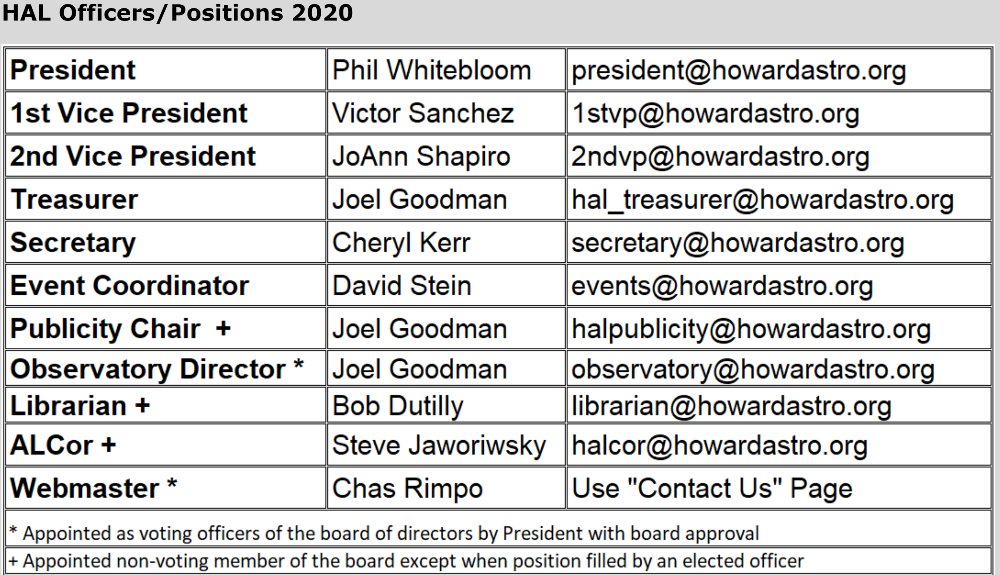 HAL Officers/Positions 2020
President Phil Whitebloom president@howardastro.org
1st Vice President Victor Sanchez 1stvp@howardastro.org
2nd Vice President JoAnn Shapiro 2ndvp@howardastro.org
Treasurer Joel Goodman hal_treasurer@howardastro.org
Secretary Cheryl Kerr secretary@howardastro.org
Event Coordinator David Stein events@howardastro.org
Publicity Chair + Joel Goodman halpublicity@howardastro.org
Observatory Director * Joel Goodman observatory@howardastro.org
Librarian + Bob Dutilly librarian@howardastro.org
ALCor + Steve Jaworiwsky halcor@howardastro.org
Webmaster * Chas Rimpo Use "Contact Us" Page
* Appointed as voting officers of the board of directors by President with board approval
+ Appointed non-voting member of the board except when position filled by an elected officer